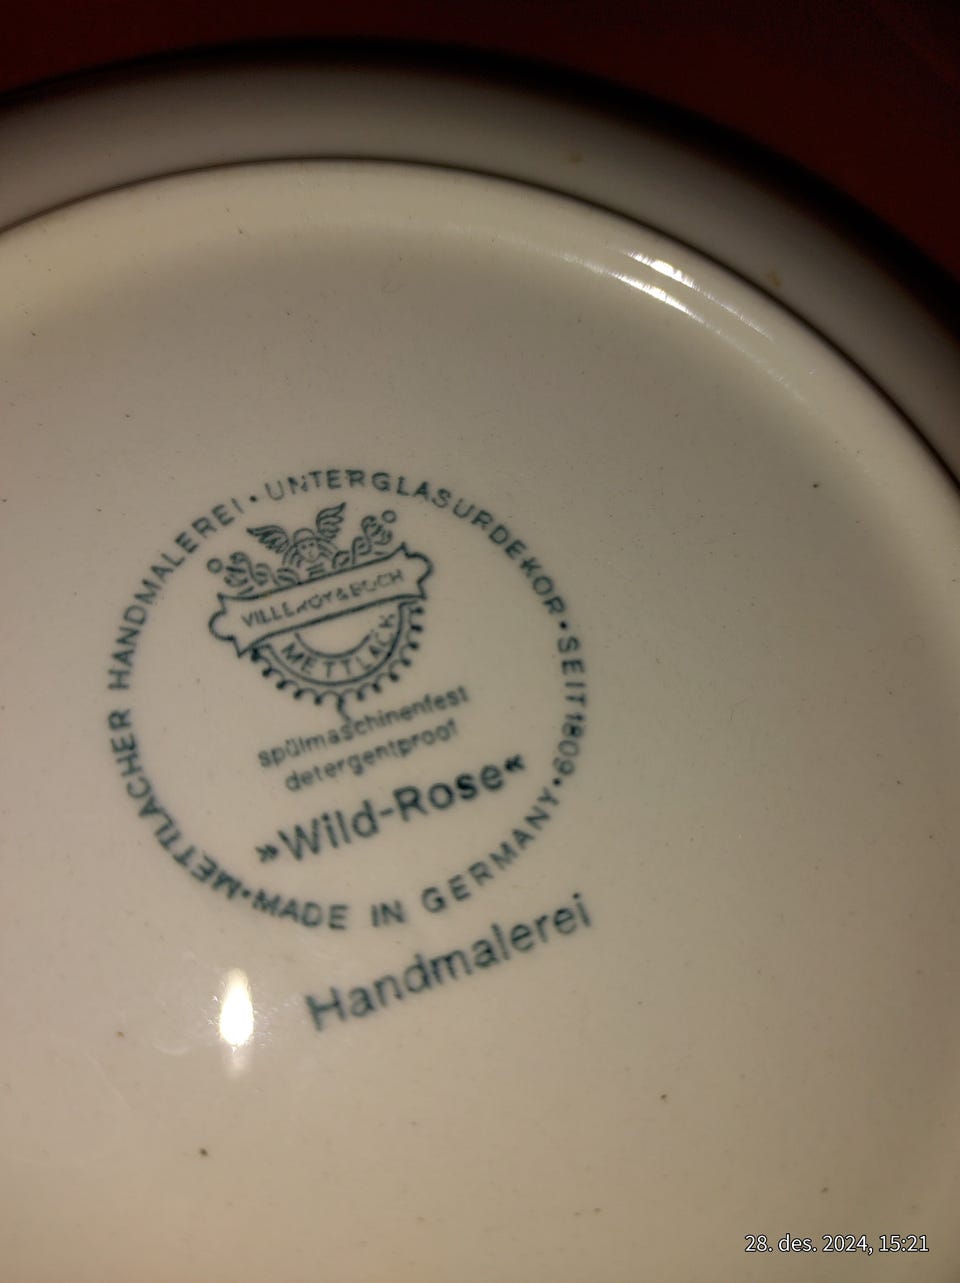 METTLACHER HANDMALEREI · UNTERGLASURDEKOR · SEIT 1809 · MADE IN GERMANY ·
VILLEROY & BOCH
METTLACH
spülmaschinenfest
detergentproof
»Wild-Rose«
Handmalerei
28. des. 2024, 15:21